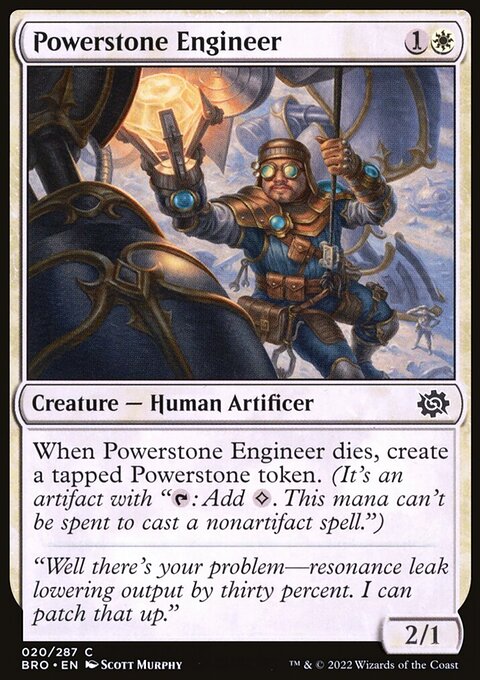 Powerstone Engineer 1
Creature — Human Artificer
When Powerstone Engineer dies, create
a tapped Powerstone token. (It's an
artifact with “: Add . This mana can't
be spent to cast a nonartifact spell.”)
“Well there's your problem—resonance leak
lowering output by thirty percent. I can
patch that up.”
2/1
020/287 C
BRO • EN Scott Murphy
™ & © 2022 Wizards of the Coast